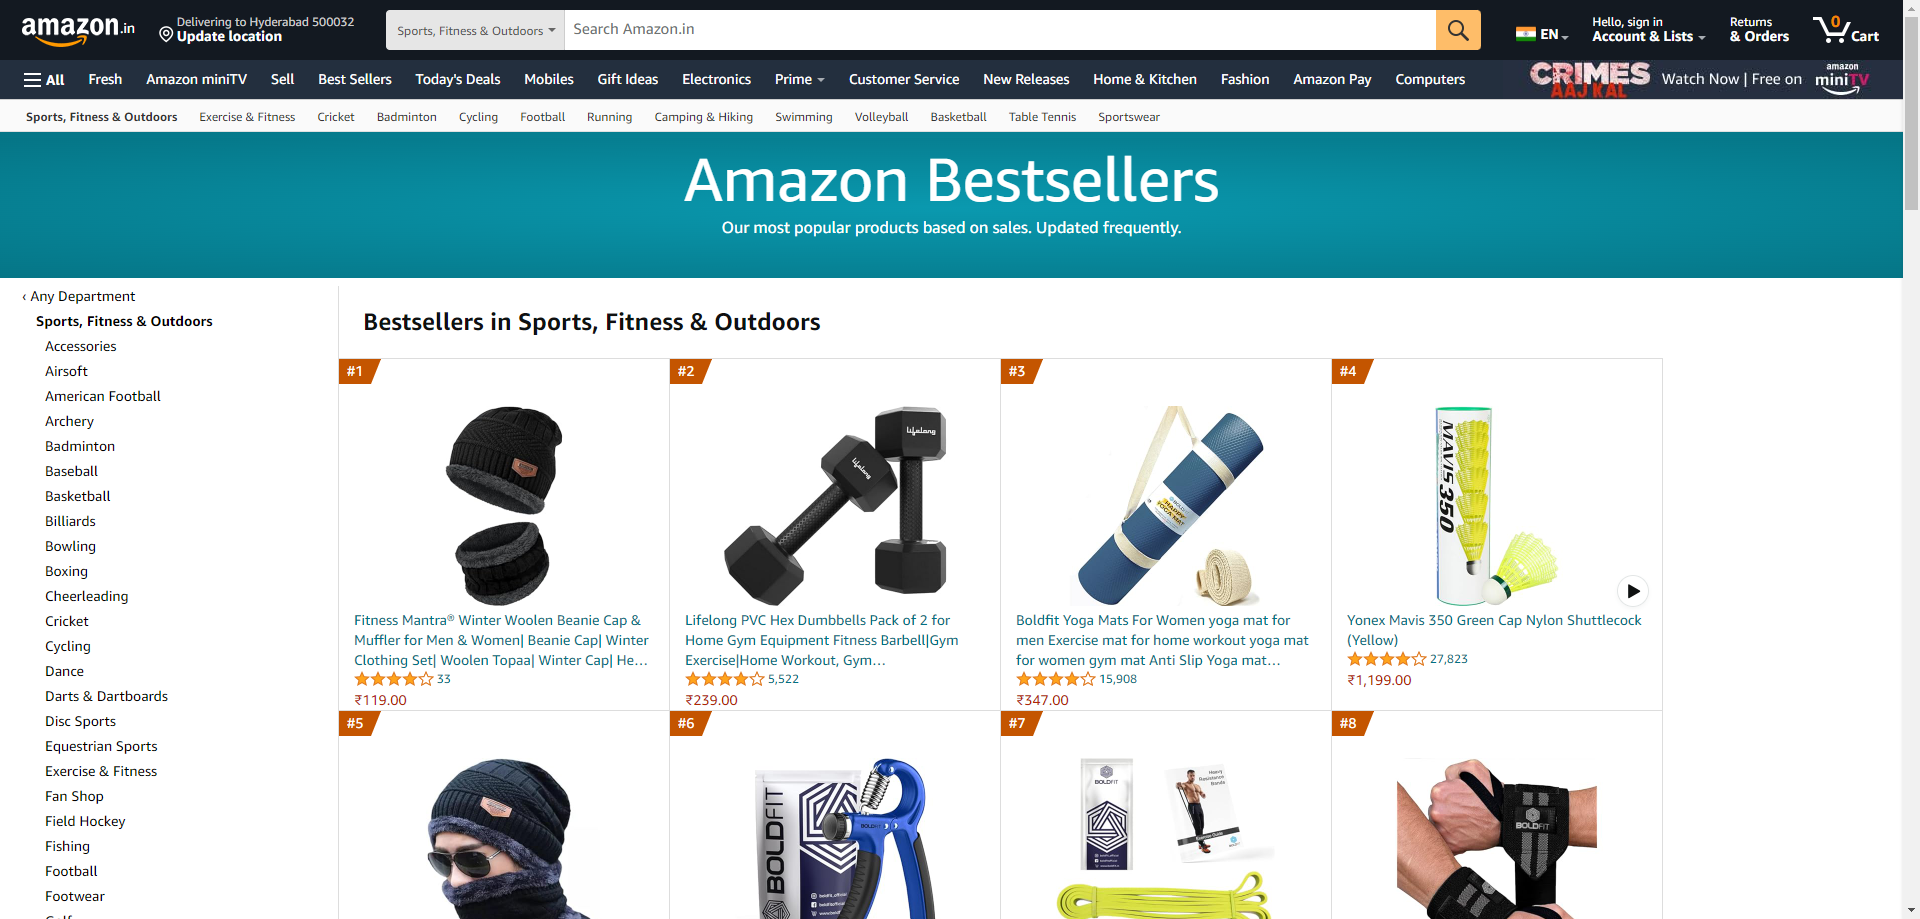 amazon.in
Delivering to Hyderabad 500032
Update location
Sports, Fitness & Outdoors
Search Amazon.in
EN
Hello, sign in
Account & Lists
Returns
& Orders
0
Cart
All
Fresh
Amazon miniTV
Sell
Best Sellers
Today's Deals
Mobiles
Gift Ideas
Electronics
Prime
Customer Service
New Releases
Home & Kitchen
Fashion
Amazon Pay
Computers
CRIMES
AAJ KAL
Watch Now | Free on
amazon
miniTV
Sports, Fitness & Outdoors
Exercise & Fitness
Cricket
Badminton
Cycling
Football
Running
Camping & Hiking
Swimming
Volleyball
Basketball
Table Tennis
Sportswear
Amazon Bestsellers
Our most popular products based on sales. Updated frequently.
‹ Any Department
Sports, Fitness & Outdoors
Accessories
Airsoft
American Football
Archery
Badminton
Baseball
Basketball
Billiards
Bowling
Boxing
Cheerleading
Cricket
Cycling
Dance
Darts & Dartboards
Disc Sports
Equestrian Sports
Exercise & Fitness
Fan Shop
Field Hockey
Fishing
Football
Footwear
Golf
Bestsellers in Sports, Fitness & Outdoors
#1
Fitness Mantra® Winter Woolen Beanie Cap &
Muffler for Men & Women| Beanie Cap| Winter
Clothing Set| Woolen Topaa| Winter Cap| He…
33
₹119.00
#2
lifelong
lifelong
Lifelong PVC Hex Dumbbells Pack of 2 for
Home Gym Equipment Fitness Barbell|Gym
Exercise|Home Workout, Gym…
5,522
₹239.00
#3
HAPPY
YOGA MAT
Boldfit Yoga Mats For Women yoga mat for
men Exercise mat for home workout yoga mat
for women gym mat Anti Slip Yoga mat…
15,908
₹347.00
#4
MAVIS 350
Yonex Mavis 350 Green Cap Nylon Shuttlecock
(Yellow)
27,823
₹1,199.00
#5
#6
BOLDFIT
BOLDFIT
#7
BOLDFIT
Heavy
Resistance
Bands
#8
BOLDFIT